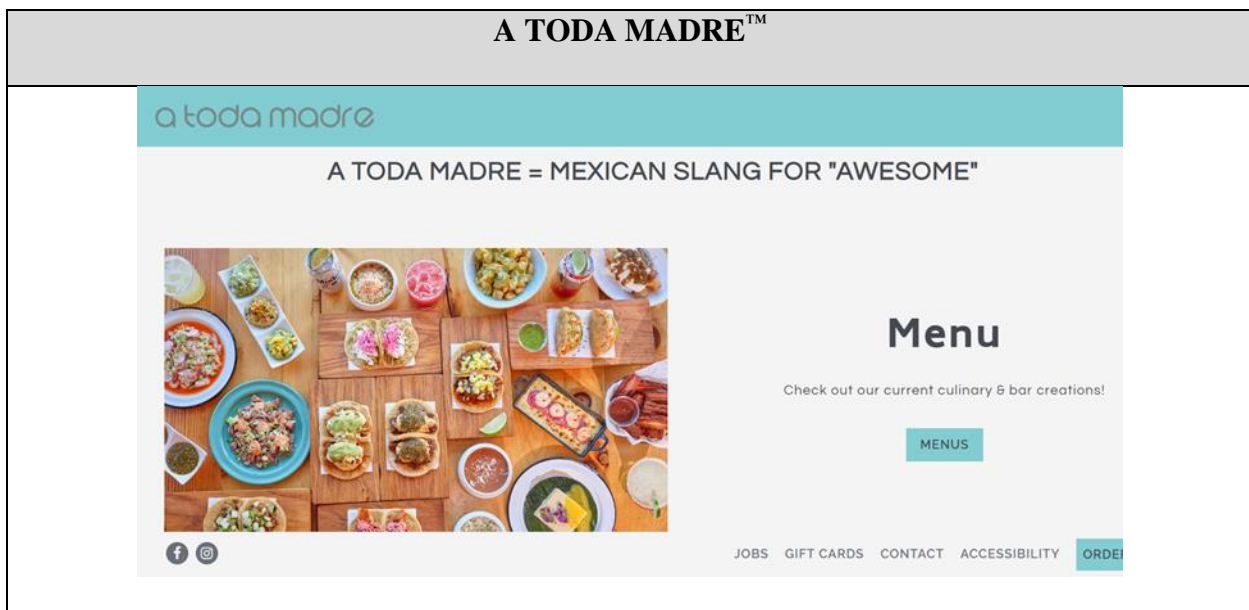 A TODA MADRE™
a toda madre
A TODA MADRE = MEXICAN SLANG FOR "AWESOME"
Menu
Check out our current culinary & bar creations!
MENUS
JOBS GIFT CARDS CONTACT ACCESSIBILITY ORDER